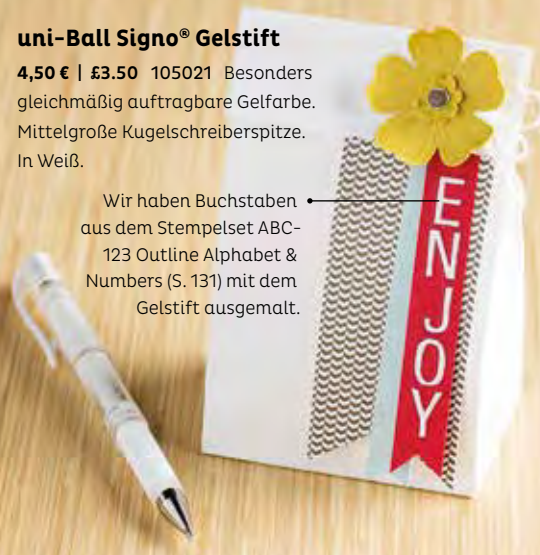 uni-Ball Signo® Gelstift
4,50 € | £3.50 105021 Besonders
gleichmäßig auftragbare Gelfarbe.
Mittelgroße Kugelschreiberspitze.
In Weiß.
Wir haben Buchstaben
aus dem Stempelset ABC-
123 Outline Alphabet &
Numbers (S. 131) mit dem
Gelstift ausgemalt.
ENJOY